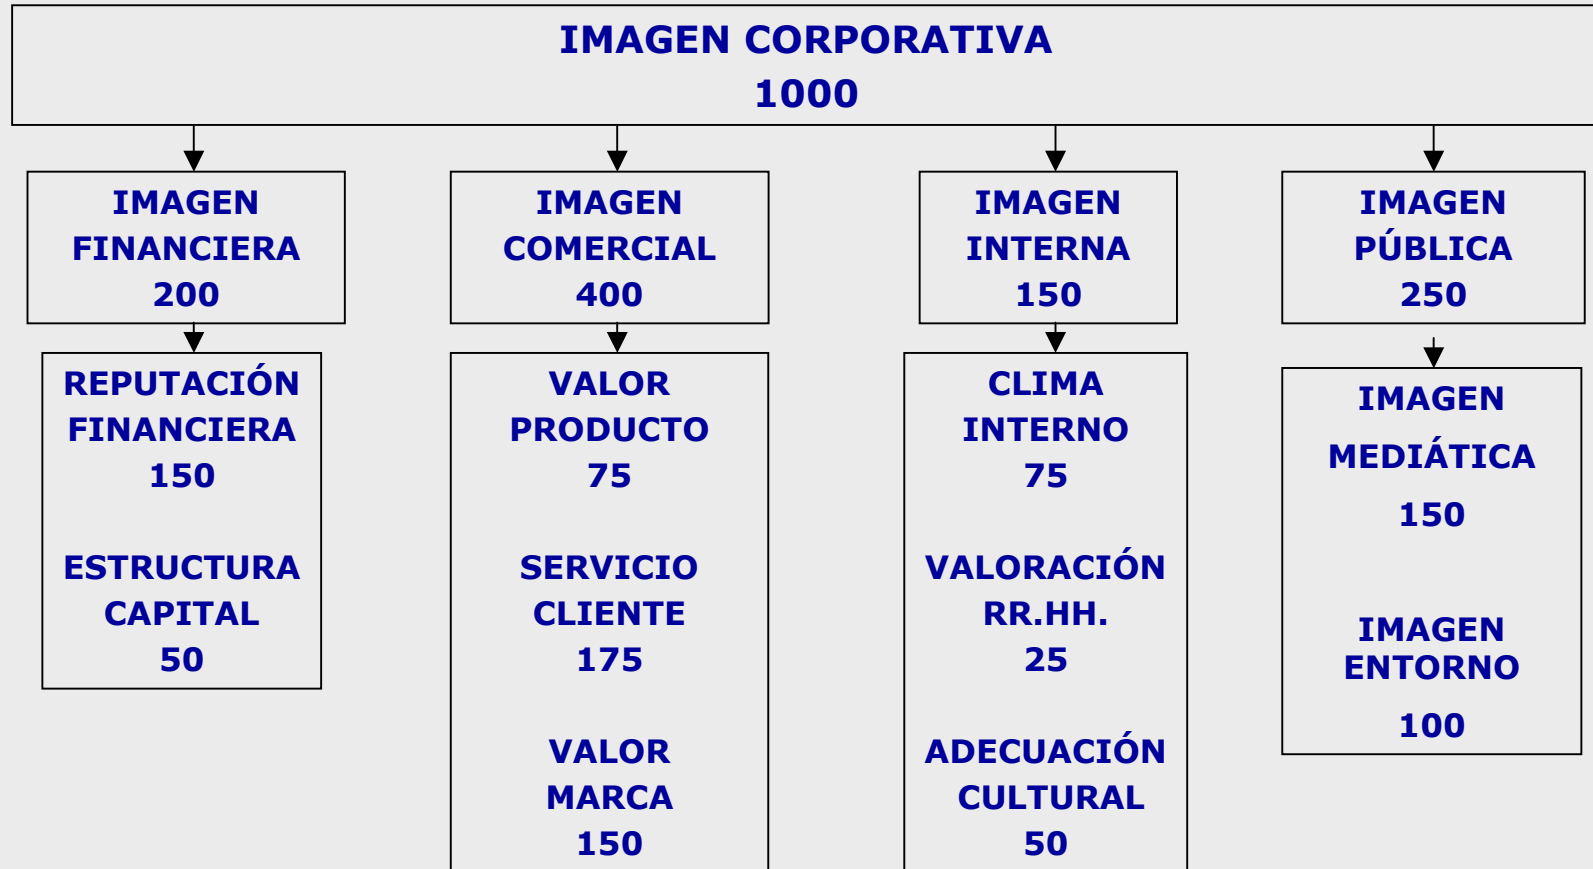 IMAGEN CORPORATIVA
1000
IMAGEN
FINANCIERA
200
IMAGEN
COMERCIAL
400
IMAGEN
INTERNA
150
IMAGEN
PÚBLICA
250
REPUTACIÓN
FINANCIERA
150
ESTRUCTURA
CAPITAL
50
VALOR
PRODUCTO
75
SERVICIO
CLIENTE
175
VALOR
MARCA
150
CLIMA
INTERNO
75
VALORACIÓN
RR.HH.
25
ADECUACIÓN
CULTURAL
50
IMAGEN
MEDIÁTICA
150
IMAGEN
ENTORNO
100